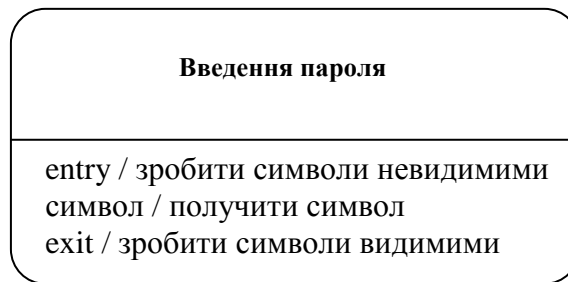 Введення пароля
entry / зробити символи невидимими
символ / получити символ
exit / зробити символи видимими